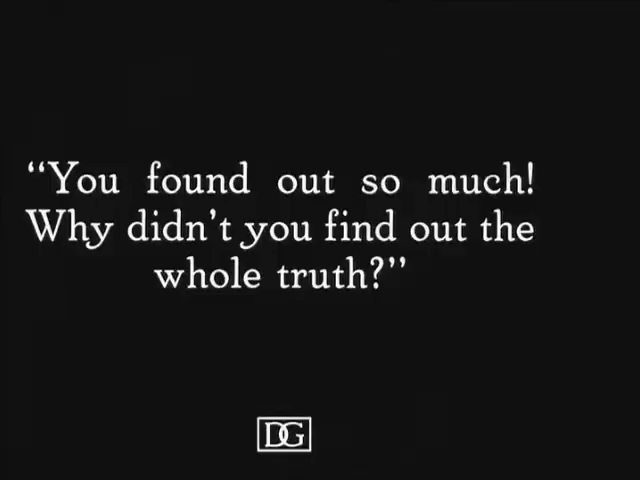 “You found out so much!
Why didn’t you find out the
whole truth?”
DG